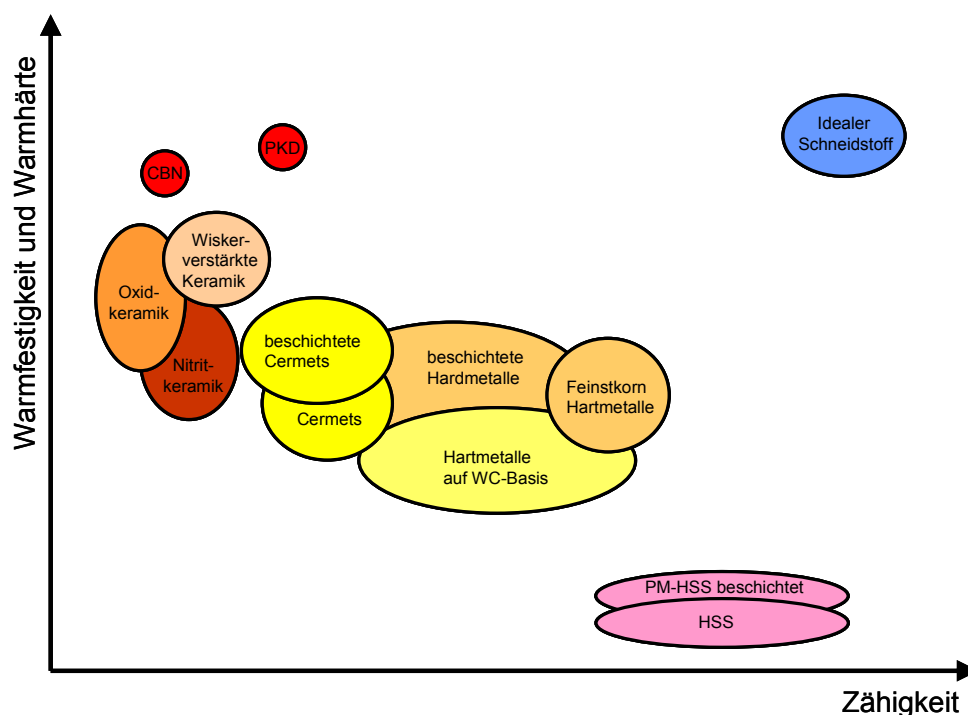 Warmfestigkeit und Warmhärte
Idealer
Schneidstoff
PKD
CBN
Wisker-
verstärkte
Keramik
Oxid-
keramik
Nitrit-
keramik
beschichtete
Cermets
Cermets
beschichtete
Hardmetalle
Feinstkorn
Hartmetalle
Hartmetalle
auf WC-Basis
PM-HSS beschichtet
HSS
Zähigkeit